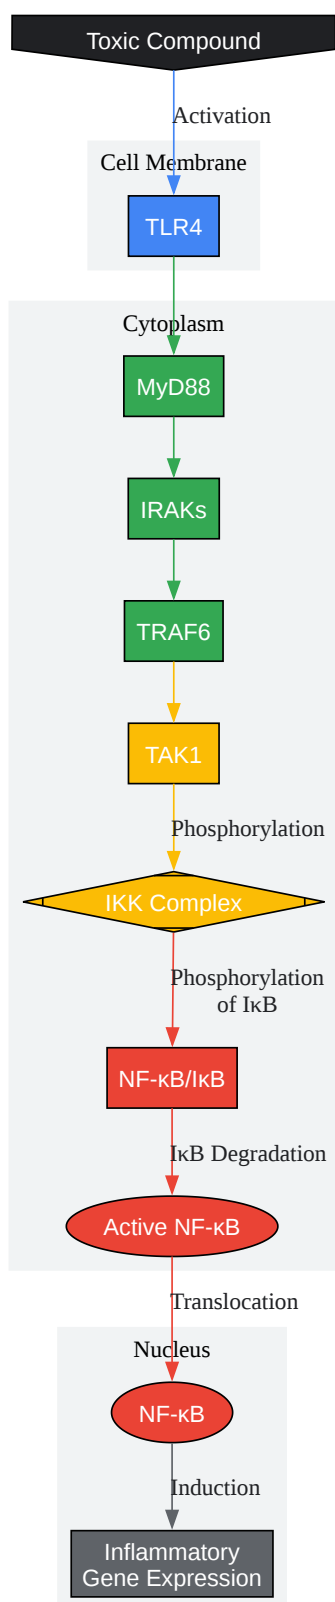 Toxic Compound
Activation
Cell Membrane
TLR4
Cytoplasm
MyD88
IRAKs
TRAF6
TAK1
Phosphorylation
IKK Complex
Phosphorylation
of IκB
NF-κB/IκB
IκB Degradation
Active NF-κB
Translocation
Nucleus
NF-κB
Induction
Inflammatory
Gene Expression